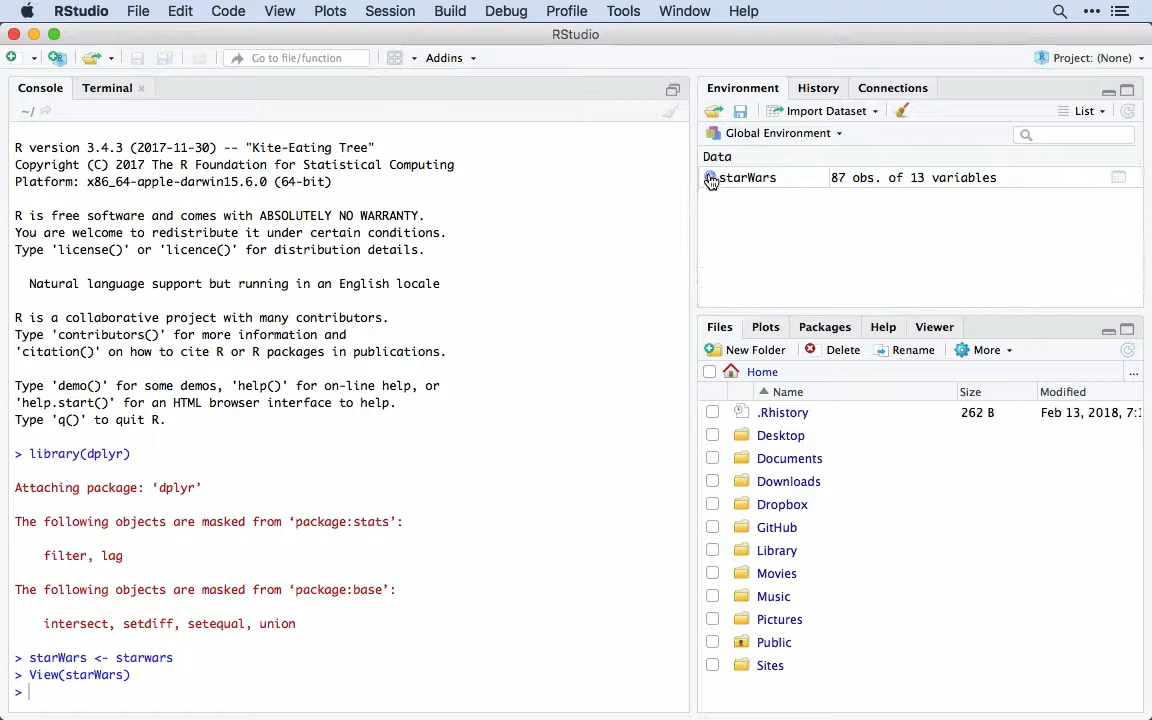 RStudio File Edit Code View Plots Session Build Debug Profile Tools Window Help
RStudio
Go to file/function Addins Project: (None)
Console Terminal
~/
R version 3.4.3 (2017-11-30) -- "Kite-Eating Tree"
Copyright (C) 2017 The R Foundation for Statistical Computing
Platform: x86_64-apple-darwin15.6.0 (64-bit)
R is free software and comes with ABSOLUTELY NO WARRANTY.
You are welcome to redistribute it under certain conditions.
Type 'license()' or 'licence()' for distribution details.
Natural language support but running in an English locale
R is a collaborative project with many contributors.
Type 'contributors()' for more information and
'citation()' on how to cite R or R packages in publications.
Type 'demo()' for some demos, 'help()' for on-line help, or
'help.start()' for an HTML browser interface to help.
Type 'q()' to quit R.
> library(dplyr)
Attaching package: ‘dplyr’
The following objects are masked from ‘package:stats’:
filter, lag
The following objects are masked from ‘package:base’:
intersect, setdiff, setequal, union
> starWars <- starwars
> View(starWars)
>
Environment History Connections
Import Dataset List
Global Environment
Data
starWars 87 obs. of 13 variables
Files Plots Packages Help Viewer
New Folder Delete Rename More
Home ...
Name Size Modified
.Rhistory 262 B Feb 13, 2018, 7:1
Desktop
Documents
Downloads
Dropbox
GitHub
Library
Movies
Music
Pictures
Public
Sites